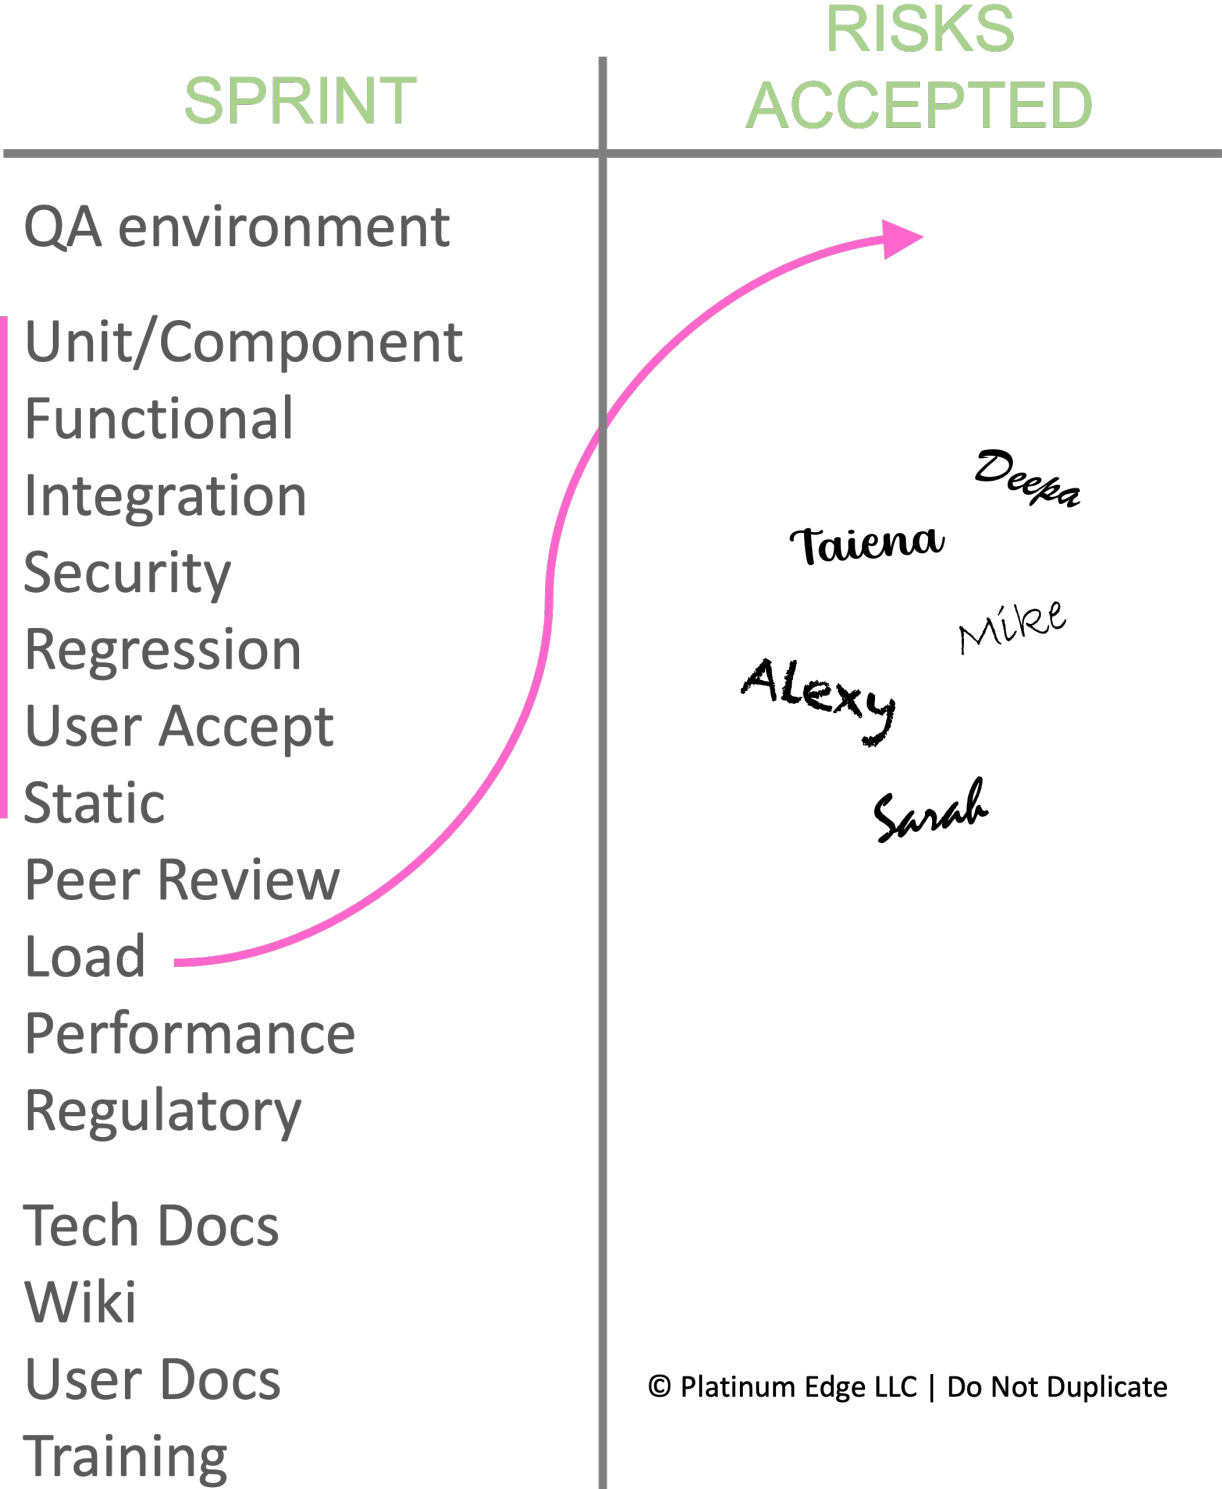 SPRINT
RISKS
ACCEPTED
QA environment
Unit/Component
Functional
Integration
Security
Regression
User Accept
Static
Peer Review
Load
Performance
Regulatory
Tech Docs
Wiki
User Docs
Training
Deepa
Taiena
Mike
Alexy
Sarah
© Platinum Edge LLC | Do Not Duplicate